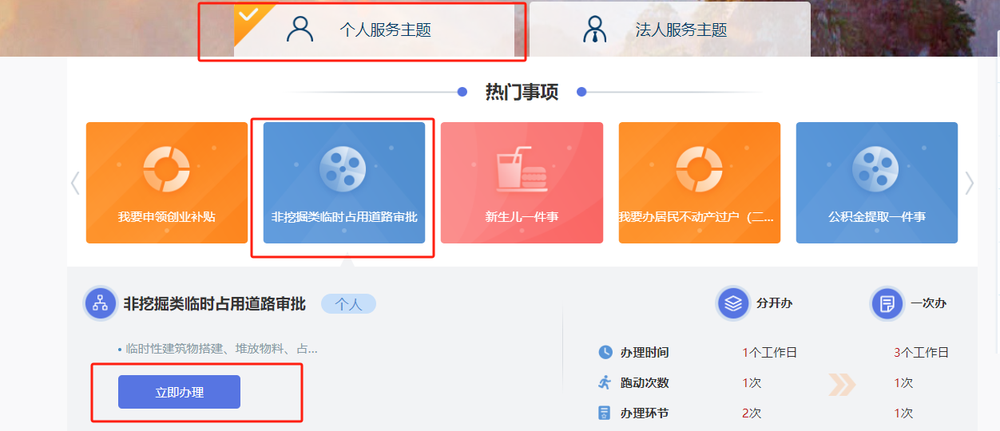 个人服务主题
法人服务主题
热门事项
我要申领创业补贴
非挖掘类临时占用道路审批
新生儿一件事
我要办居民不动产过户（二...
公积金提取一件事
非挖掘类临时占用道路审批 个人
分开办
一次办
• 临时性建筑物搭建、堆放物料、占...
立即办理
办理时间 1个工作日 3个工作日
跑动次数 1次 1次
办理环节 2次 1次